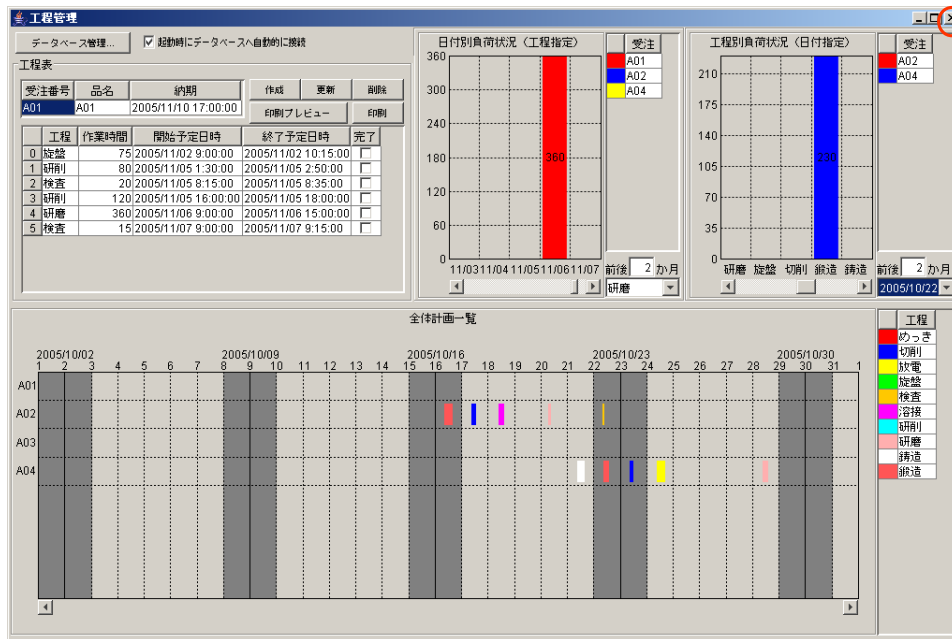 工程管理
データベース管理... 起動時にデータベースへ自動的に接続
工程表
受注番号 品名 納期
A01 A01 2005/11/10 17:00:00
作成 更新 削除
印刷プレビュー 印刷
工程 作業時間 開始予定日時 終了予定日時 完了
0 旋盤 75 2005/11/02 9:00:00 2005/11/02 10:15:00
1 研削 80 2005/11/05 1:30:00 2005/11/05 2:50:00
2 検査 20 2005/11/05 8:15:00 2005/11/05 8:35:00
3 研削 120 2005/11/05 16:00:00 2005/11/05 18:00:00
4 研磨 360 2005/11/06 9:00:00 2005/11/06 15:00:00
5 検査 15 2005/11/07 9:00:00 2005/11/07 9:15:00
日付別負荷状況（工程指定）
360
300
240
180
120
60
0
360
11/03 11/04 11/05 11/06 11/07
受注
A01
A02
A04
前後 2 か月
研磨
工程別負荷状況（日付指定）
210
175
140
105
70
35
0
研磨 旋盤 切削 鍛造 鋳造
受注
A02
A04
前後 2 か月
2005/10/22
全体計画一覧
2005/10/02 2005/10/09 2005/10/16 2005/10/23 2005/10/30
1 2 3 4 5 6 7 8 9 10 11 12 13 14 15 16 17 18 19 20 21 22 23 24 25 26 27 28 29 30 31 1
A01
A02
A03
A04
工程
めっき
切削
放電
旋盤
検査
溶接
研削
研磨
鋳造
鍛造